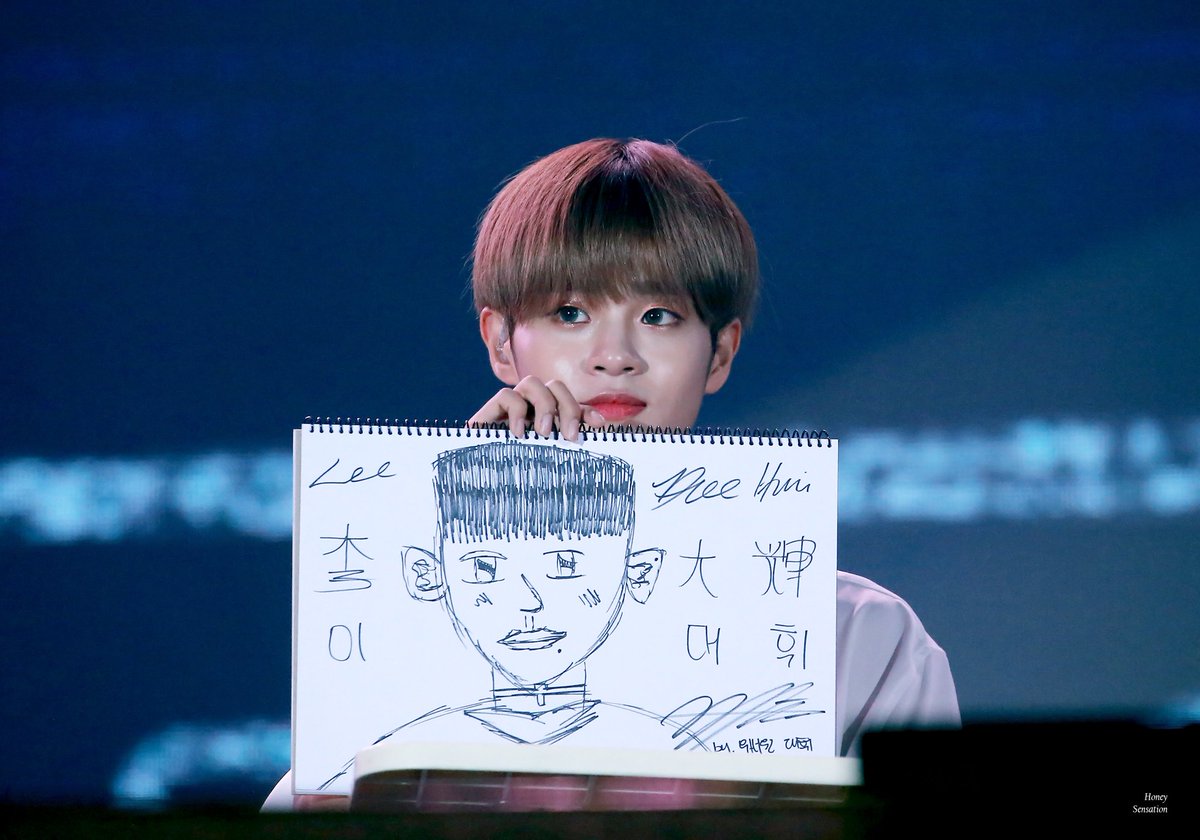 Lee Dae Hwi
李 大 輝
이 대 휘
by. 워너원 대휘
Honey
Sensation